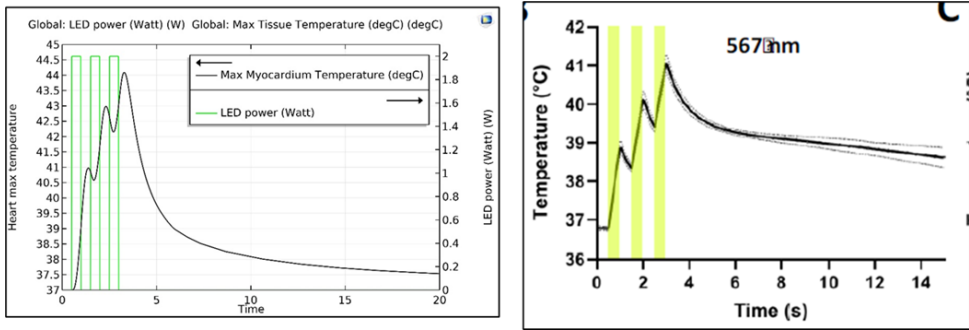 Global: LED power (Watt) (W) Global: Max Tissue Temperature (degC) (degC)
Heart max temperature
45
44.5
44
43.5
43
42.5
42
41.5
41
40.5
40
39.5
39
38.5
38
37.5
37
Max Myocardium Temperature (degC)
LED power (Watt)
2
1.8
1.6
1.4
1.2
1
0.8
0.6
0.4
0.2
0
LED power (Watt) (W)
0 5 10 15 20
Time
C
567 nm
Temperature (°C)
42
41
40
39
38
37
36
0 2 4 6 8 10 12 14
Time (s)